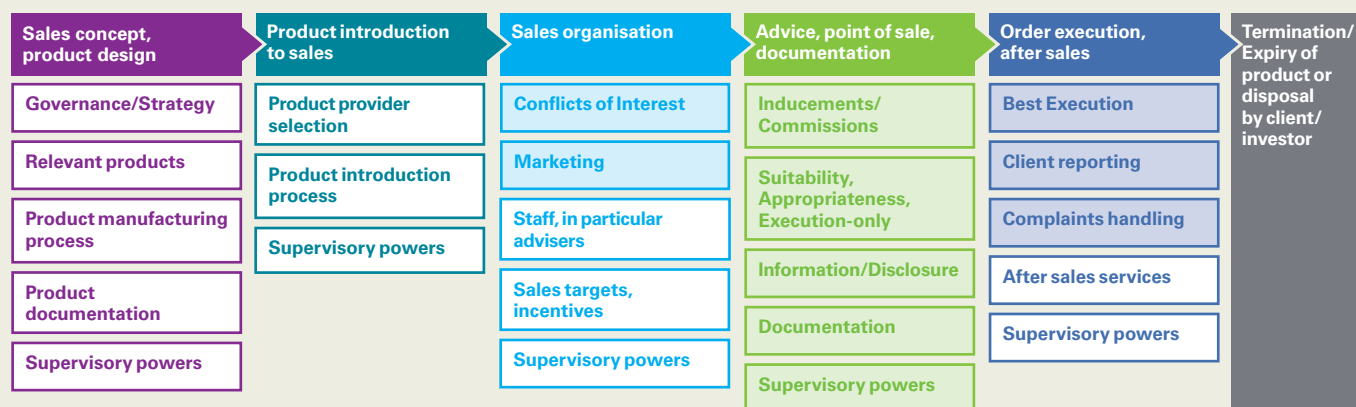 Sales concept,
product design
Governance/Strategy
Relevant products
Product manufacturing
process
Product
documentation
Supervisory powers
Product introduction
to sales
Product provider
selection
Product introduction
process
Supervisory powers
Sales organisation
Conflicts of Interest
Marketing
Staff, in particular
advisers
Sales targets,
incentives
Supervisory powers
Advice, point of sale,
documentation
Inducements/
Commissions
Suitability,
Appropriateness,
Execution-only
Information/Disclosure
Documentation
Supervisory powers
Order execution,
after sales
Best Execution
Client reporting
Complaints handling
After sales services
Supervisory powers
Termination/
Expiry of
product or
disposal
by client/
investor